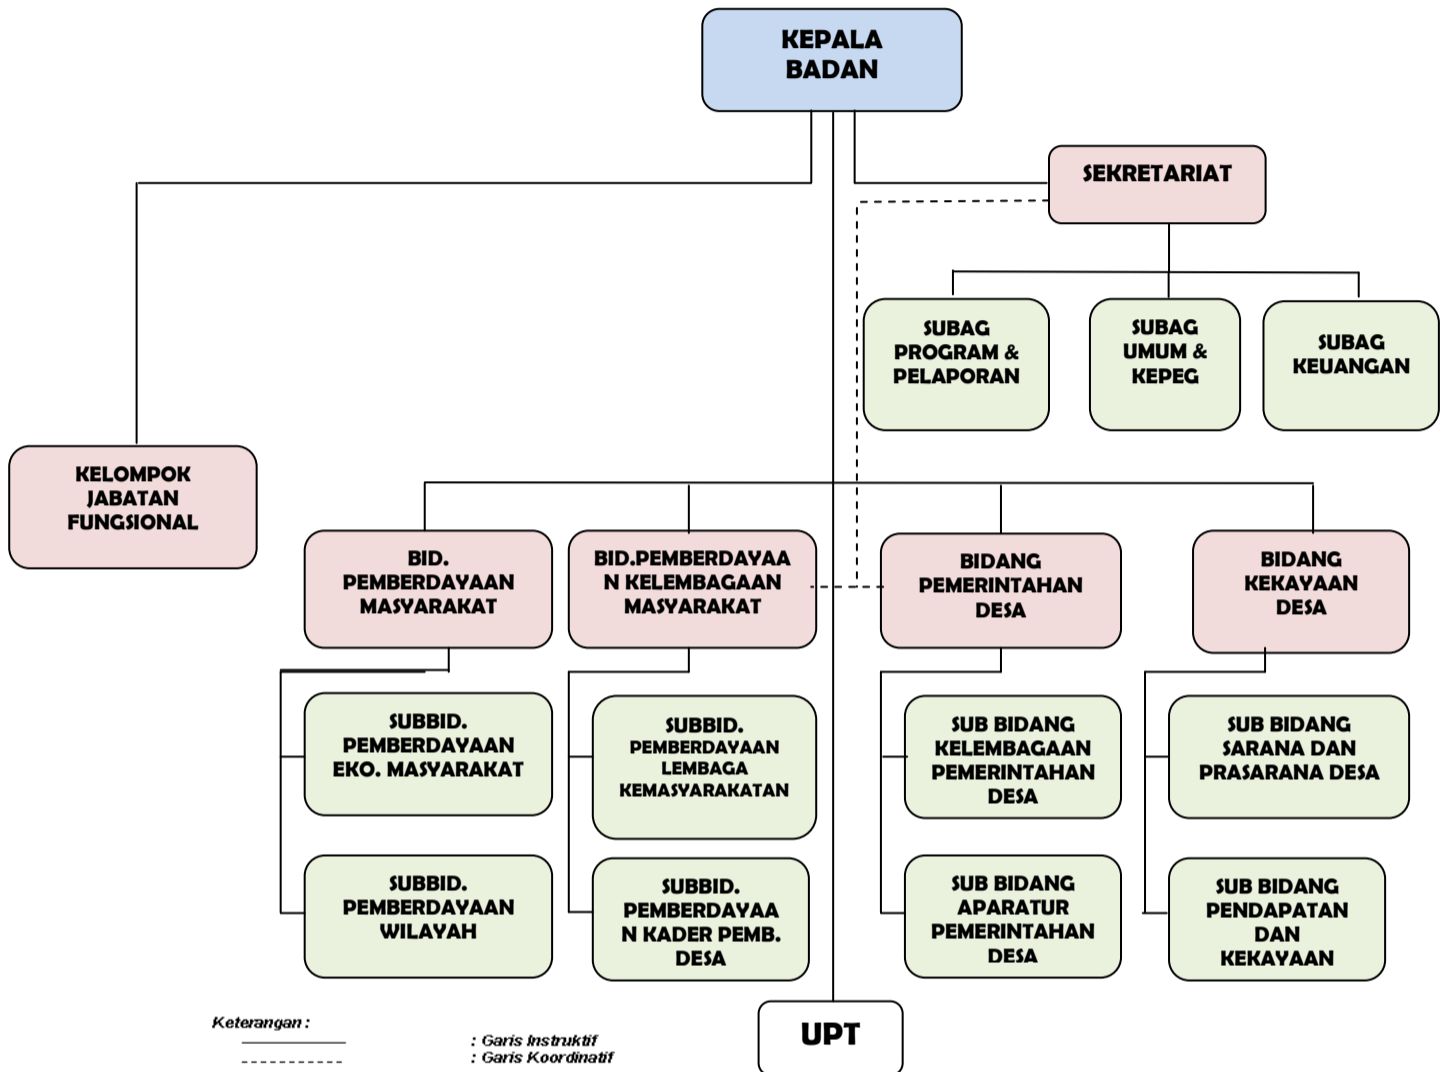 KEPALA
BADAN
SEKRETARIAT
SUBAG
PROGRAM &
PELAPORAN
SUBAG
UMUM &
KEPEG
SUBAG
KEUANGAN
KELOMPOK
JABATAN
FUNGSIONAL
BID.
PEMBERDAYAAN
MASYARAKAT
BID.PEMBERDAYAA
N KELEMBAGAAN
MASYARAKAT
BIDANG
PEMERINTAHAN
DESA
BIDANG
KEKAYAAN
DESA
SUBBID.
PEMBERDAYAAN
EKO. MASYARAKAT
SUBBID.
PEMBERDAYAAN
LEMBAGA
KEMASYARAKATAN
SUB BIDANG
KELEMBAGAAN
PEMERINTAHAN
DESA
SUB BIDANG
SARANA DAN
PRASARANA DESA
SUBBID.
PEMBERDAYAAN
WILAYAH
SUBBID.
PEMBERDAYAA
N KADER PEMB.
DESA
SUB BIDANG
APARATUR
PEMERINTAHAN
DESA
SUB BIDANG
PENDAPATAN
DAN
KEKAYAAN
UPT
Keterangan :
: Garis Instruktif
: Garis Koordinatif